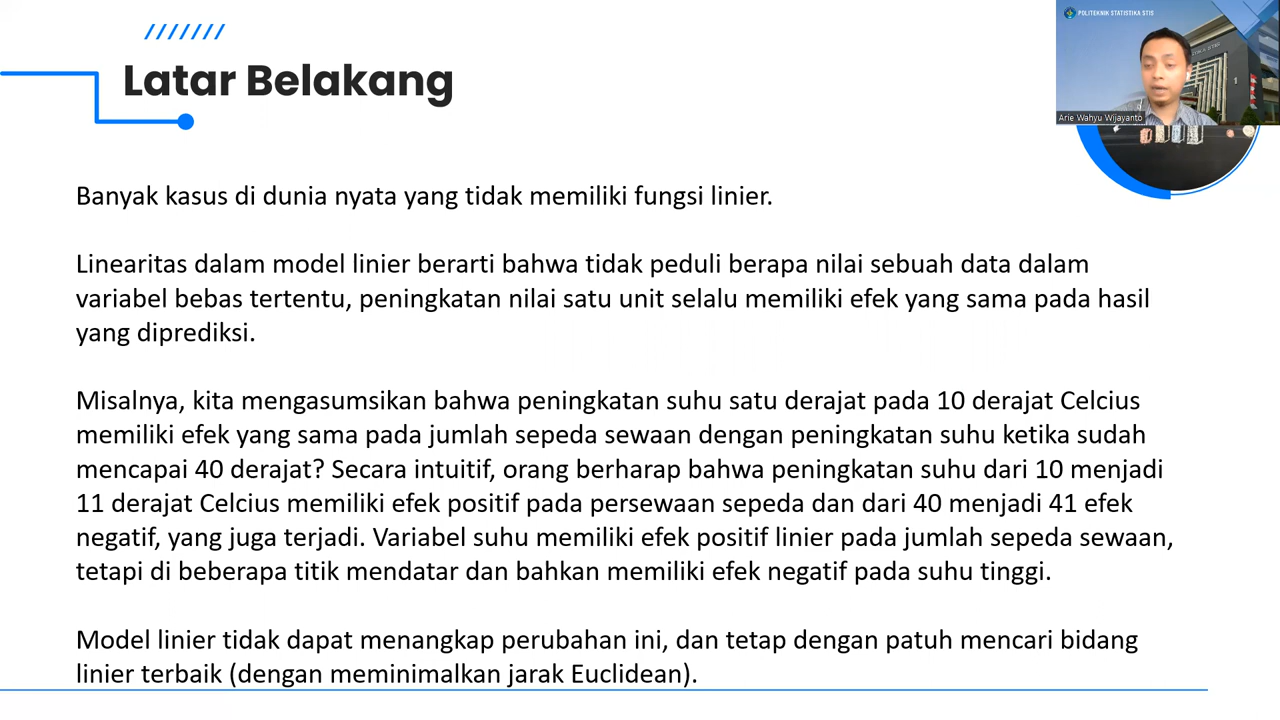 POLITEKNIK STATISTIKA STIS
Arie Wahyu Wijayanto
Latar Belakang
Banyak kasus di dunia nyata yang tidak memiliki fungsi linier.
Linearitas dalam model linier berarti bahwa tidak peduli berapa nilai sebuah data dalam
variabel bebas tertentu, peningkatan nilai satu unit selalu memiliki efek yang sama pada hasil
yang diprediksi.
Misalnya, kita mengasumsikan bahwa peningkatan suhu satu derajat pada 10 derajat Celcius
memiliki efek yang sama pada jumlah sepeda sewaan dengan peningkatan suhu ketika sudah
mencapai 40 derajat? Secara intuitif, orang berharap bahwa peningkatan suhu dari 10 menjadi
11 derajat Celcius memiliki efek positif pada persewaan sepeda dan dari 40 menjadi 41 efek
negatif, yang juga terjadi. Variabel suhu memiliki efek positif linier pada jumlah sepeda sewaan,
tetapi di beberapa titik mendatar dan bahkan memiliki efek negatif pada suhu tinggi.
Model linier tidak dapat menangkap perubahan ini, dan tetap dengan patuh mencari bidang
linier terbaik (dengan meminimalkan jarak Euclidean).